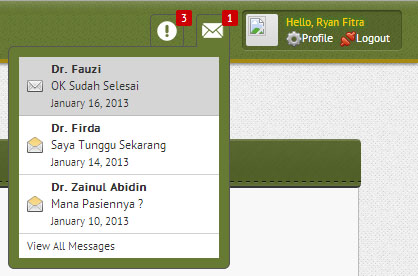 3
1
Hello, Ryan Fitra
Profile
Logout
Dr. Fauzi
OK Sudah Selesai
January 16, 2013
Dr. Firda
Saya Tunggu Sekarang
January 14, 2013
Dr. Zainul Abidin
Mana Pasiennya ?
January 10, 2013
View All Messages